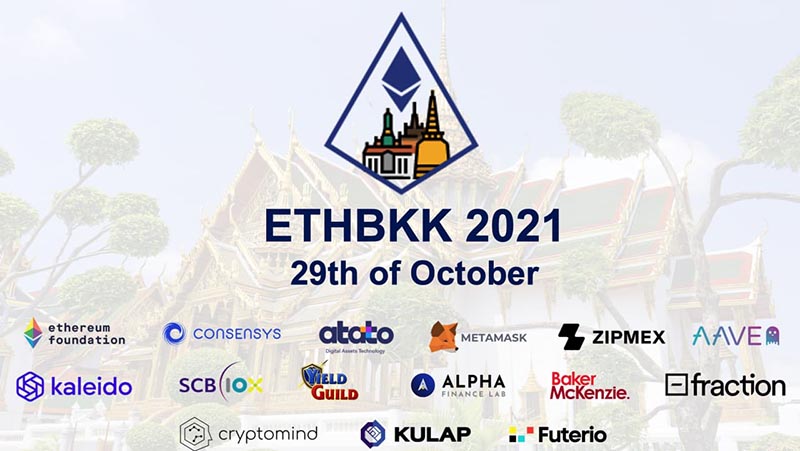 ETHBKK 2021
29th of October
ethereum
foundation
CONSENSYS
atato
Digital Assets Technology
METAMASK
ZIPMEX
AAVE
kaleido
SCB 10X
YIELD
GUILD
ALPHA
FINANCE LAB
Baker
McKenzie.
fraction
cryptomind
KULAP
Futerio